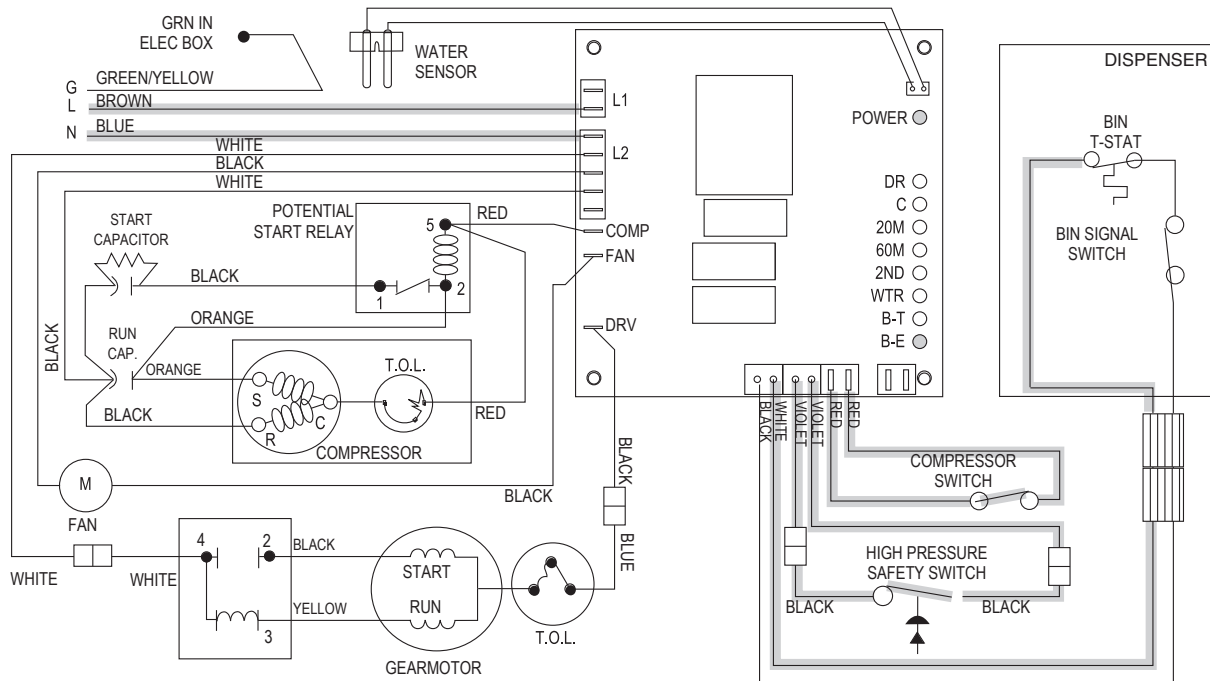 GRN IN
ELEC BOX
G GREEN/YELLOW
L BROWN
N BLUE
WHITE
BLACK
WHITE
WATER
SENSOR
L1
L2
COMP
FAN
DRV
POWER
DR
C
20M
60M
2ND
WTR
B-T
B-E
DISPENSER
BIN
T-STAT
BIN SIGNAL
SWITCH
START
CAPACITOR
POTENTIAL
START RELAY
5
RED
1
2
BLACK
ORANGE
BLACK
RUN
CAP.
ORANGE
BLACK
S
R
C
T.O.L.
RED
COMPRESSOR
M
FAN
BLACK
BLACK
BLUE
BLACK
WHITE
VIOLET
VIOLET
RED
RED
COMPRESSOR
SWITCH
HIGH PRESSURE
SAFETY SWITCH
BLACK
BLACK
WHITE
WHITE
4
2
3
BLACK
YELLOW
START
RUN
GEARMOTOR
T.O.L.